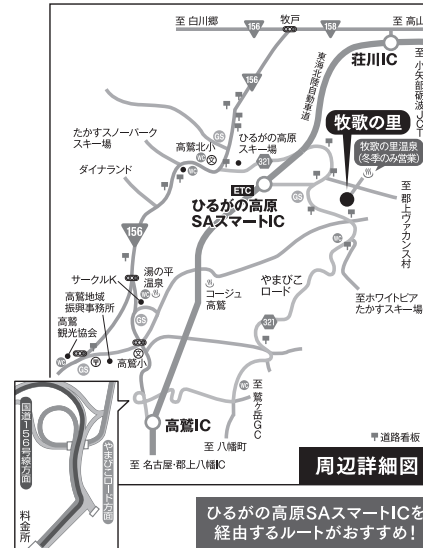 至 白川郷
156
牧戸
158
至 高山
荘川IC
至 小矢部砺波JCT
東海北陸自動車道
156
たかすスノーパーク
スキー場
高鷲北小
ひるがの高原
スキー場
GS
WC
文
321
牧歌の里
牧歌の里温泉
(冬季のみ営業)
ダイナランド
ETC
ひるがの高原
SAスマートIC
GS
至 郡上ヴァカンス村
156
サークルK
湯の平
温泉
WC
高鷲地域
振興事務所
GS
コージュ
高鷲
やまびこ
ロード
至ホワイトピア
たかすスキー場
高鷲
観光協会
WC
GS
高鷲小
文
321
WC
至 鷲ヶ岳GC
高鷲IC
至 八幡町
至 名古屋・郡上八幡IC
道路看板
国道156号線方面
やまびこロード方面
料金所
周辺詳細図
ひるがの高原SAスマートICを
経由するルートがおすすめ!